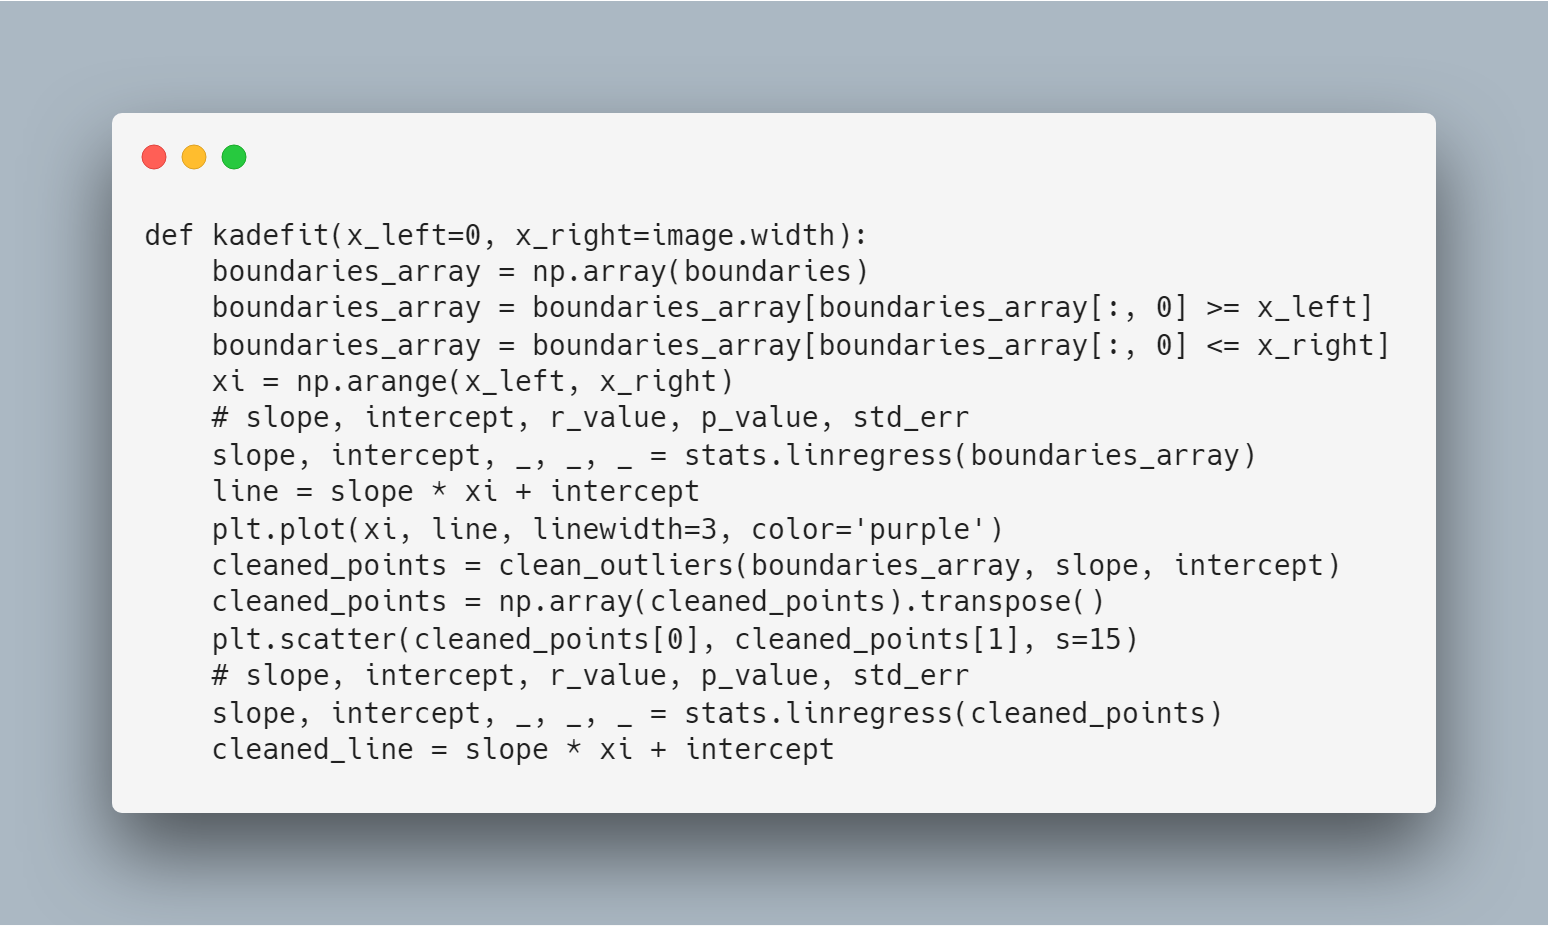 def kadefit(x_left=0, x_right=image.width):
    boundaries_array = np.array(boundaries)
    boundaries_array = boundaries_array[boundaries_array[:, 0] >= x_left]
    boundaries_array = boundaries_array[boundaries_array[:, 0] <= x_right]
    xi = np.arange(x_left, x_right)
    # slope, intercept, r_value, p_value, std_err
    slope, intercept, _, _, _ = stats.linregress(boundaries_array)
    line = slope * xi + intercept
    plt.plot(xi, line, linewidth=3, color='purple')
    cleaned_points = clean_outliers(boundaries_array, slope, intercept)
    cleaned_points = np.array(cleaned_points).transpose()
    plt.scatter(cleaned_points[0], cleaned_points[1], s=15)
    # slope, intercept, r_value, p_value, std_err
    slope, intercept, _, _, _ = stats.linregress(cleaned_points)
    cleaned_line = slope * xi + intercept